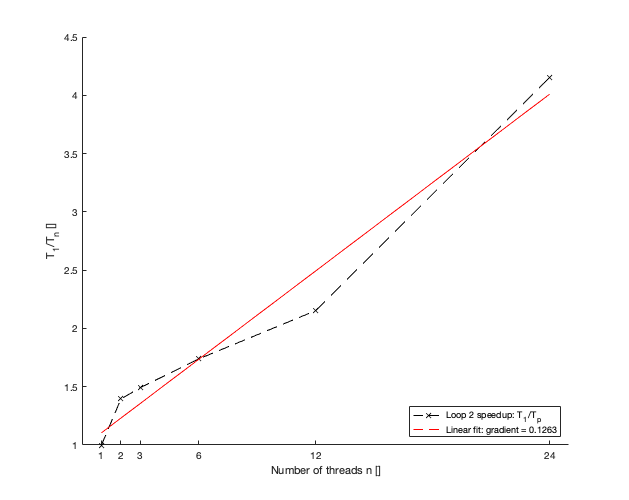 4.5
4
3.5
3
2.5
2
1.5
1
T1/Tn []
1 2 3 6 12 24
Number of threads n []
Loop 2 speedup: T1/Tp
Linear fit: gradient = 0.1263